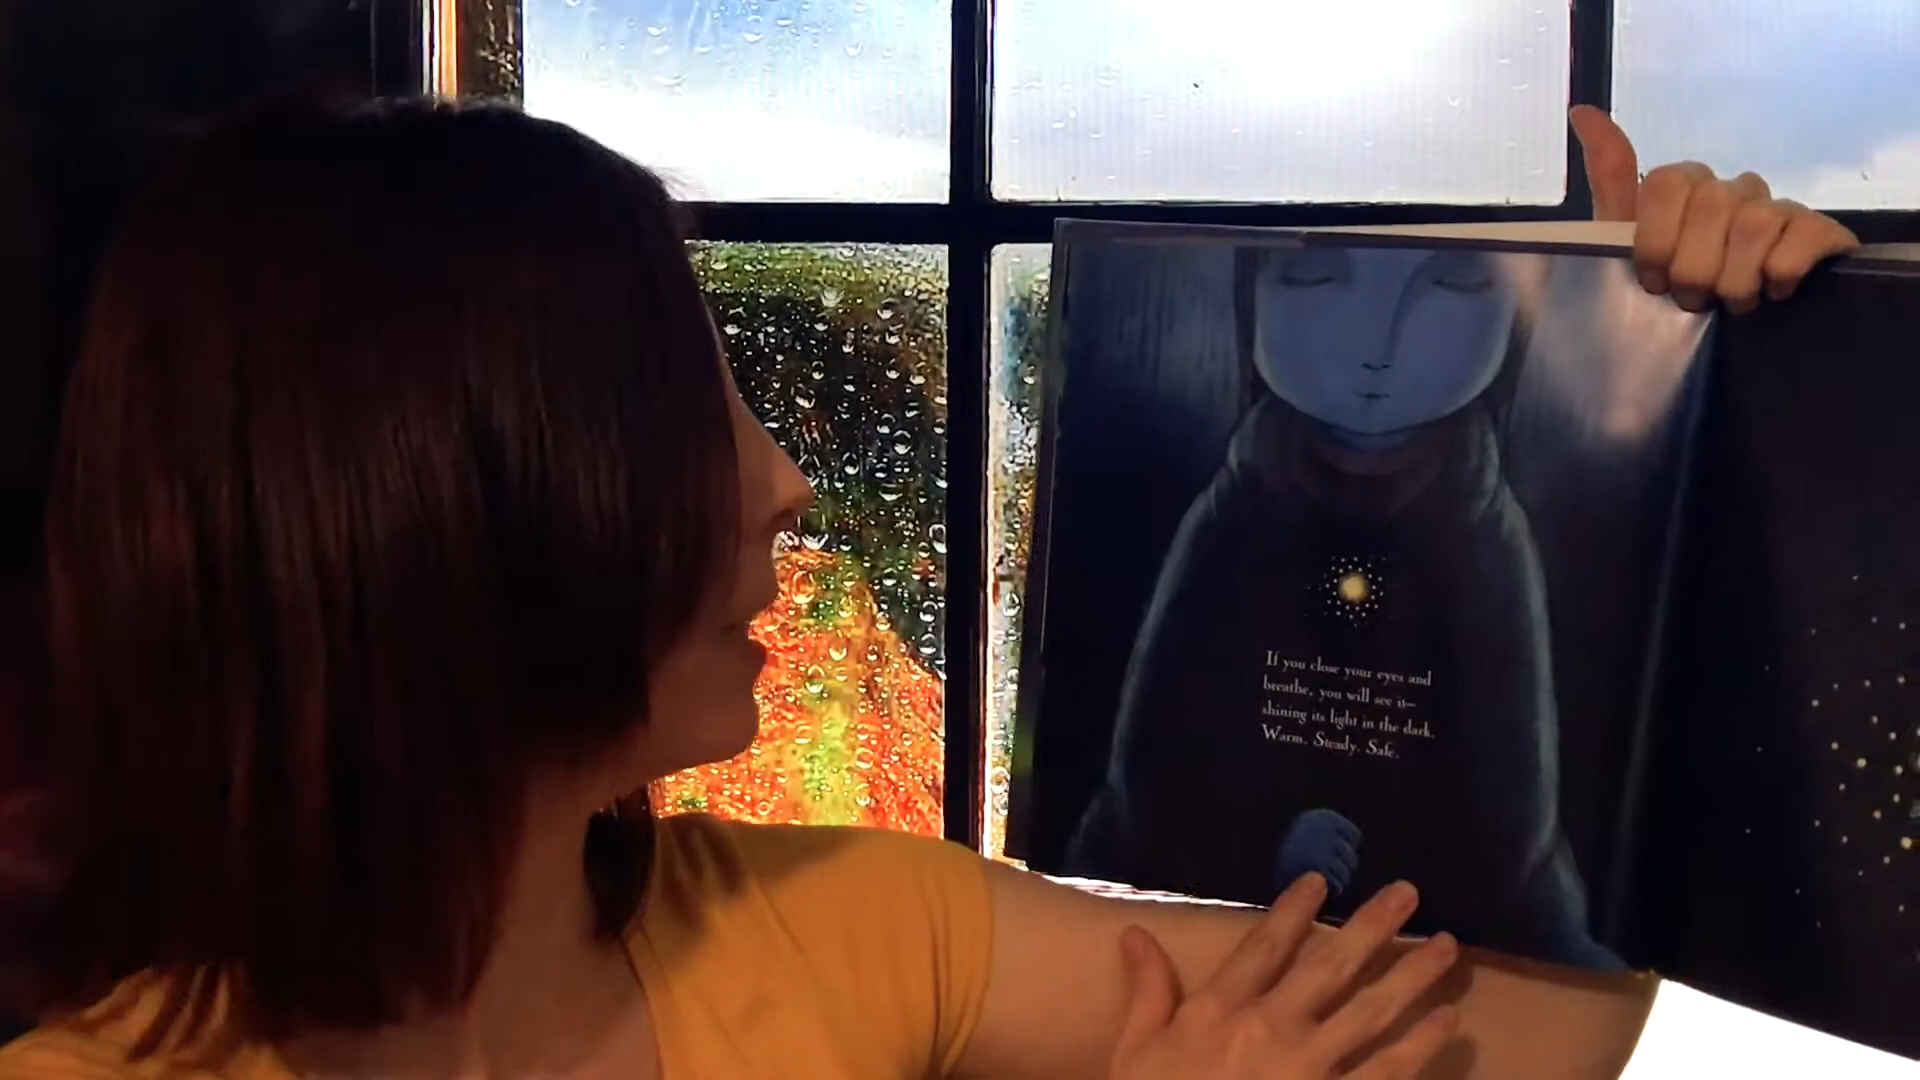 If you close your eyes and
breathe, you will see it—
shining its light in the dark.
Warm. Steady. Safe.